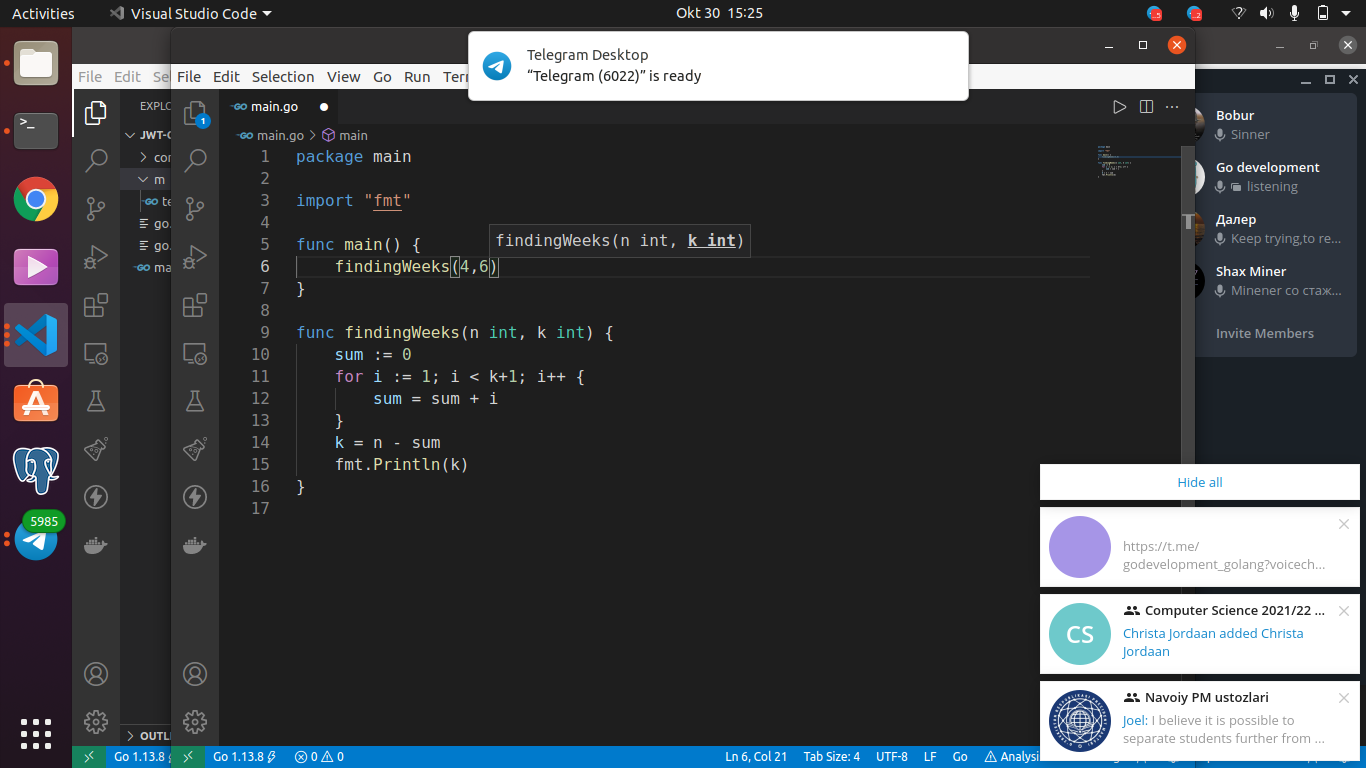 Activities
Visual Studio Code
Okt 30 15:25
5
2
Telegram Desktop
“Telegram (6022)” is ready
File Edit Se
File Edit Selection View Go Run Terr
EXPLO
JWT-G
cor
m
te
go.
go.
ma
1
main.go
main.go > main
1 package main
2
3 import "fmt"
4
5 func main() {
findingWeeks(n int, k int)
6 findingWeeks(4,6)
7 }
8
9 func findingWeeks(n int, k int) {
10 sum := 0
11 for i := 1; i < k+1; i++ {
12 sum = sum + i
13 }
14 k = n - sum
15 fmt.Println(k)
16 }
17
Bobur
Sinner
Go development
listening
Далер
Keep trying,to re...
Shax Miner
Minener со стаж...
Invite Members
Hide all
https://t.me/
godevelopment_golang?voicech...
CS
Computer Science 2021/22 ...
Christa Jordaan added Christa
Jordaan
Navoiy PM ustozlari
Joel: I believe it is possible to
separate students further from ...
5985
OUTLI
Go 1.13.8
Go 1.13.8
0 0
Ln 6, Col 21
Tab Size: 4
UTF-8
LF
Go
Analysi